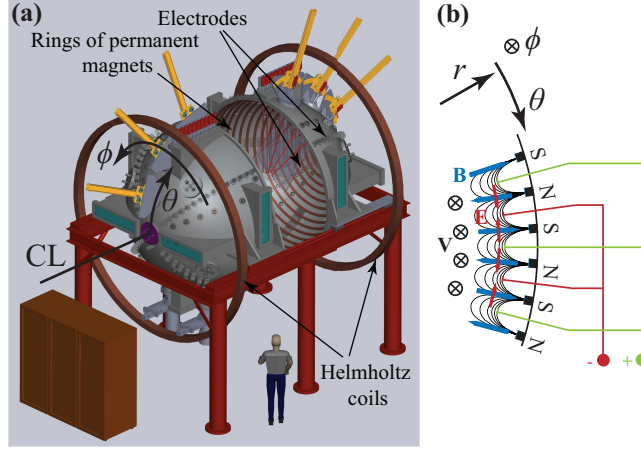 (a)
Electrodes
Rings of permanent
magnets
ϕ
θ
CL
Helmholtz
coils
(b)
⊗ ϕ
r
θ
S
B
N
E
S
V
N
S
N
-
+